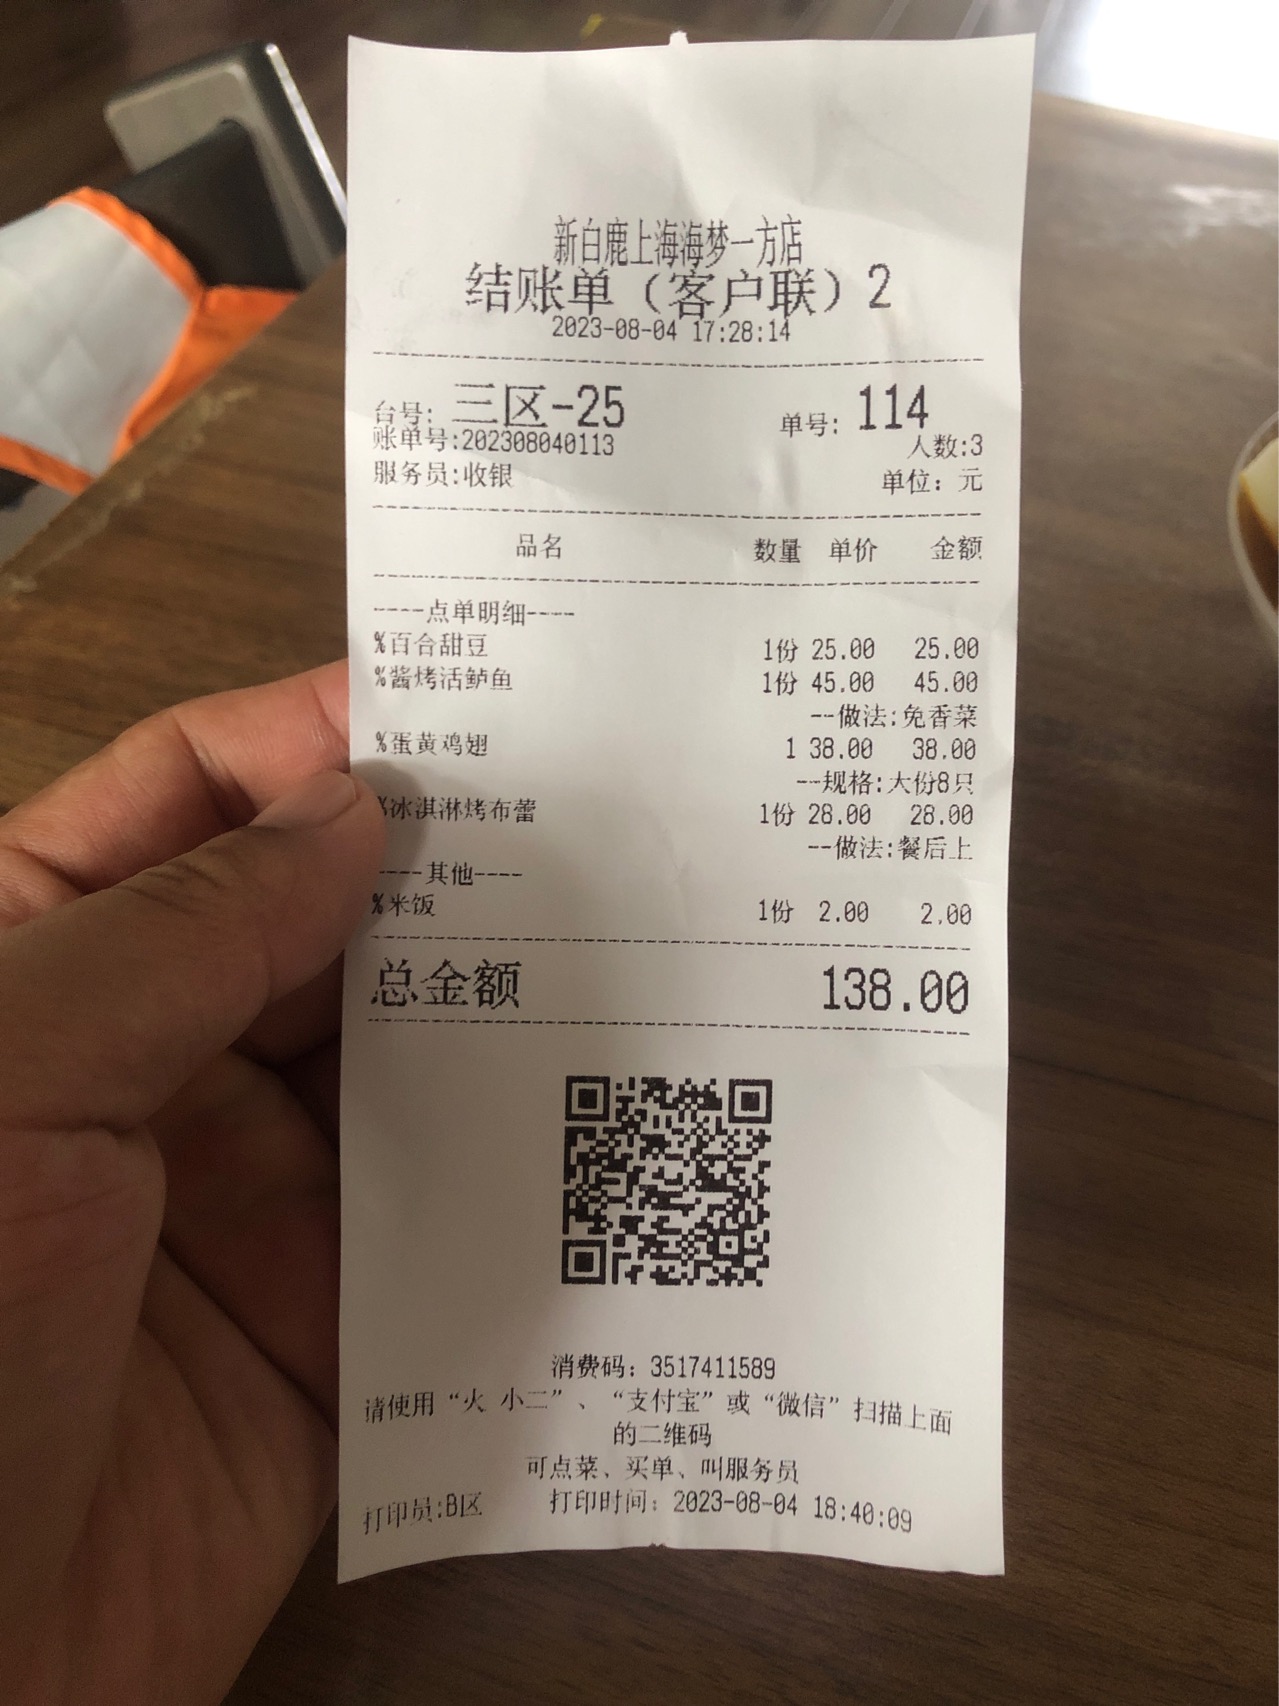 新白鹿上海海梦一方店
结账单（客户联）2
2023-08-04 17:28:14
台号: 三区-25 单号: 114
账单号:202308040113 人数:3
服务员:收银 单位: 元
品名 数量 单价 金额
----点单明细----
%百合甜豆 1份 25.00 25.00
%酱烤活鲈鱼 1份 45.00 45.00
--做法:免香菜
%蛋黄鸡翅 1 38.00 38.00
--规格:大份8只
%冰淇淋烤布蕾 1份 28.00 28.00
--做法:餐后上
----其他----
%米饭 1份 2.00 2.00
总金额 138.00
消费码: 3517411589
请使用“火 小二”、“支付宝”或“微信”扫描上面
的二维码
可点菜、买单、叫服务员
打印员:B区 打印时间: 2023-08-04 18:40:09